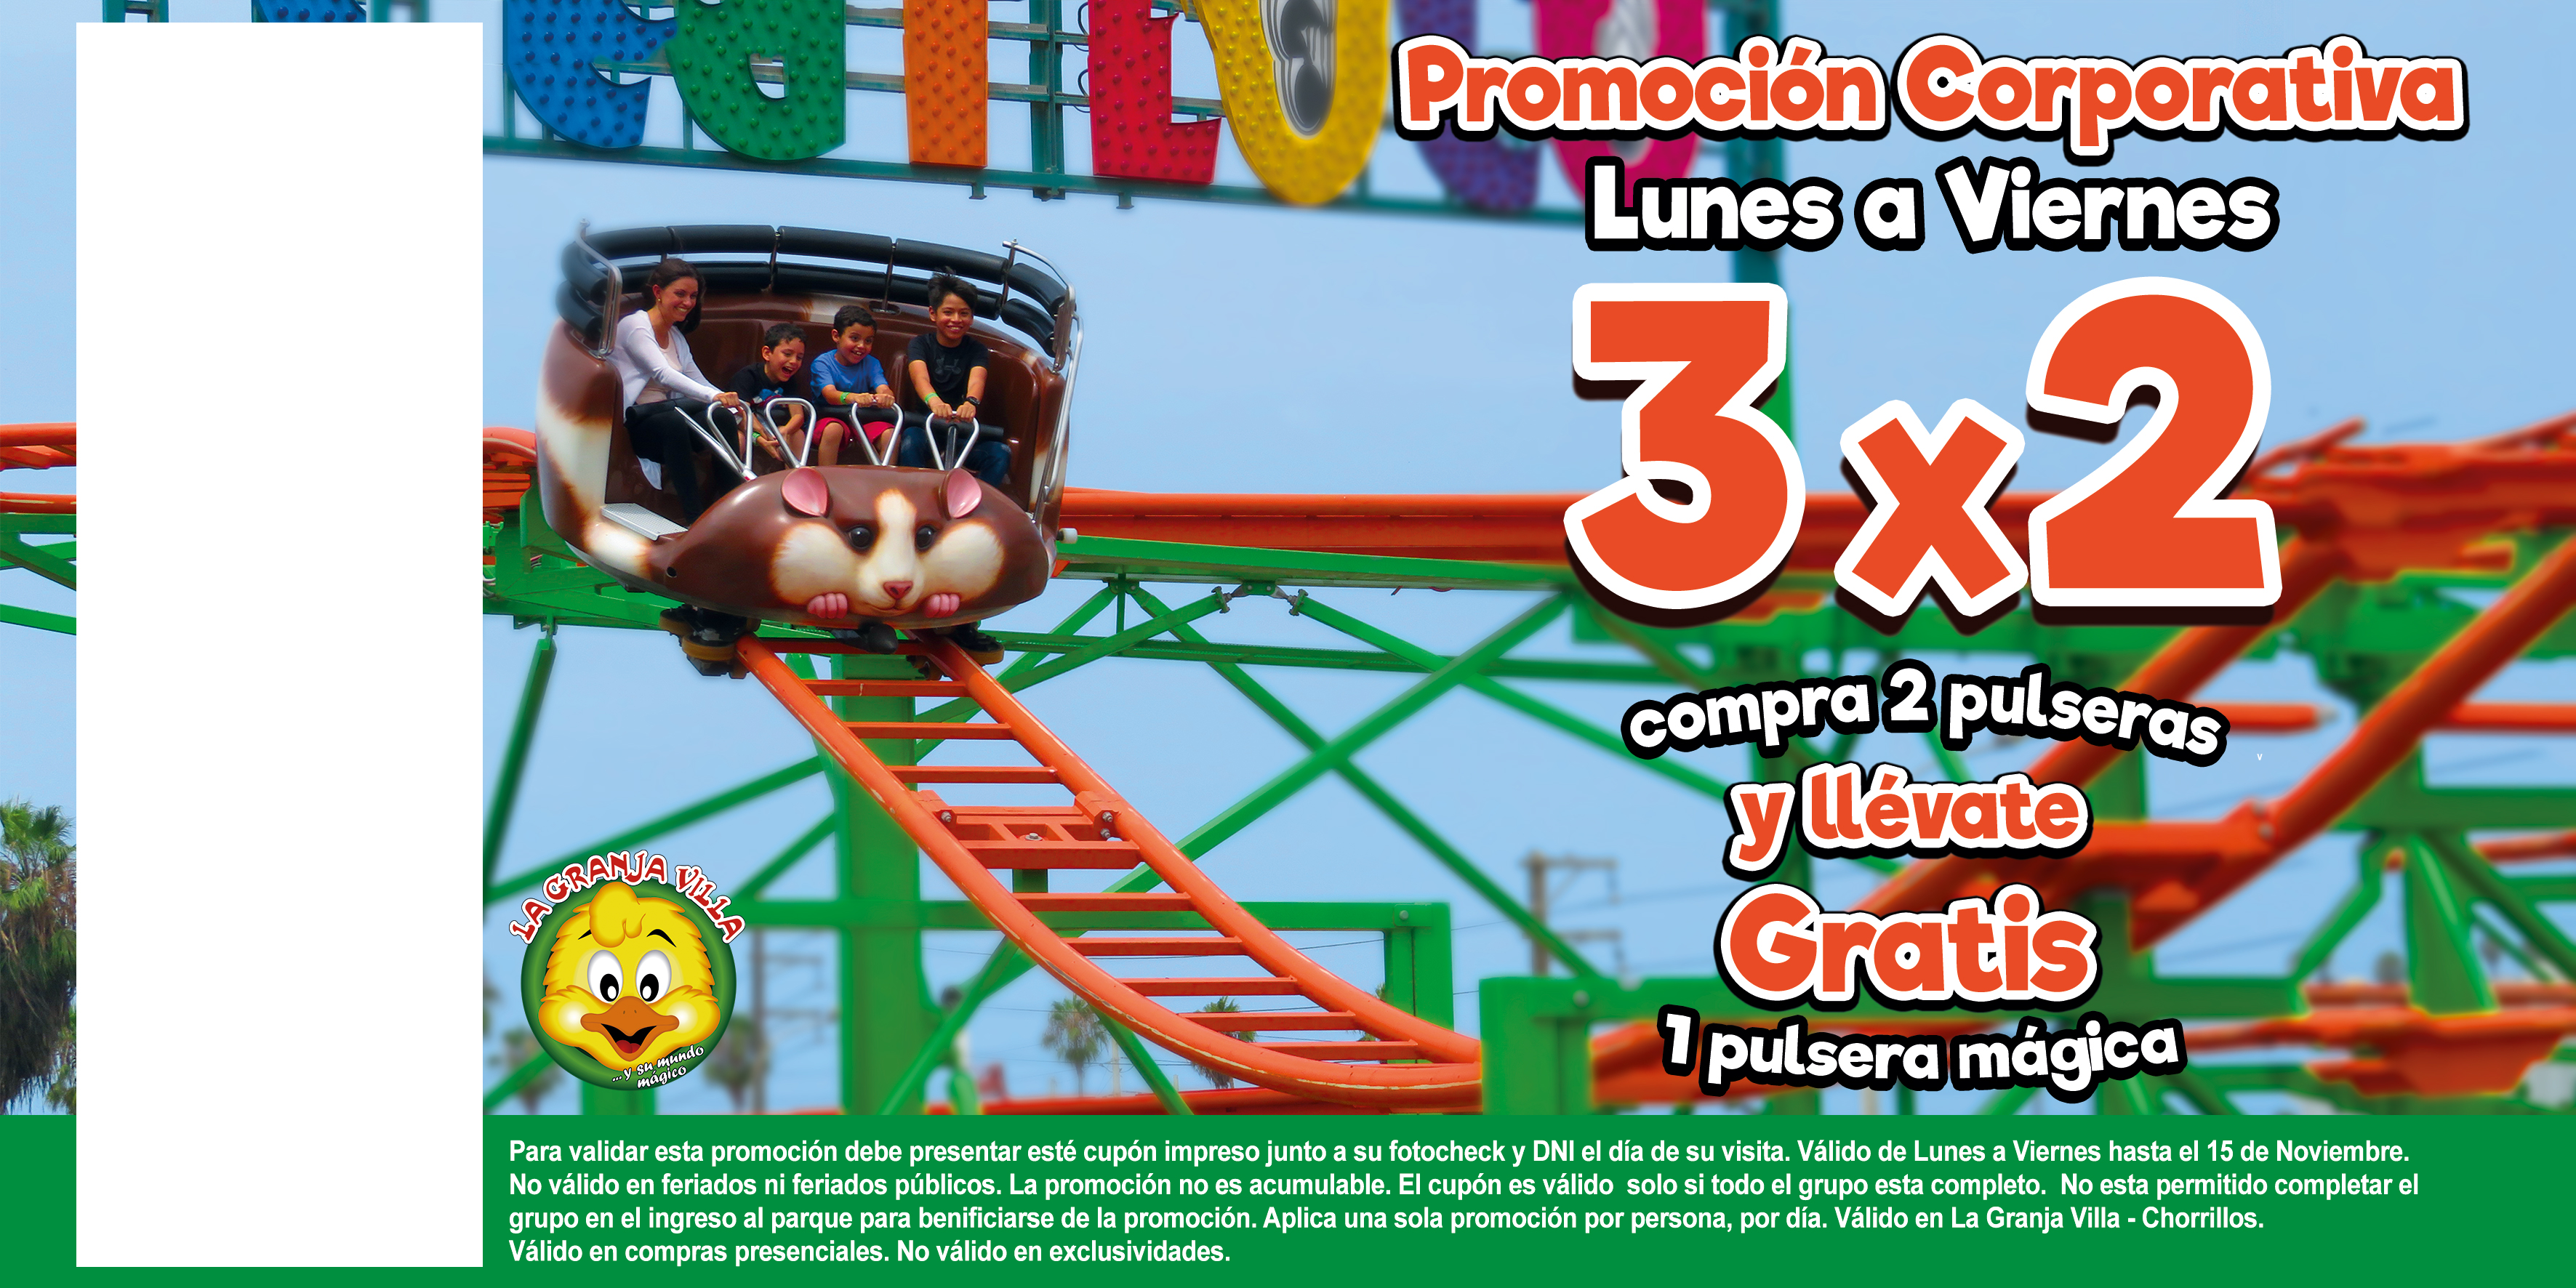 Promoción Corporativa
Lunes a Viernes
3x2
compra 2 pulseras
v
y llévate
Gratis
1 pulsera mágica
LA GRANJA VILLA
...y su mundo
mágico
Para validar esta promoción debe presentar esté cupón impreso junto a su fotocheck y DNI el día de su visita. Válido de Lunes a Viernes hasta el 15 de Noviembre.
No válido en feriados ni feriados públicos. La promoción no es acumulable. El cupón es válido  solo si todo el grupo esta completo.  No esta permitido completar el
grupo en el ingreso al parque para benificiarse de la promoción. Aplica una sola promoción por persona, por día. Válido en La Granja Villa - Chorrillos.
Válido en compras presenciales. No válido en exclusividades.